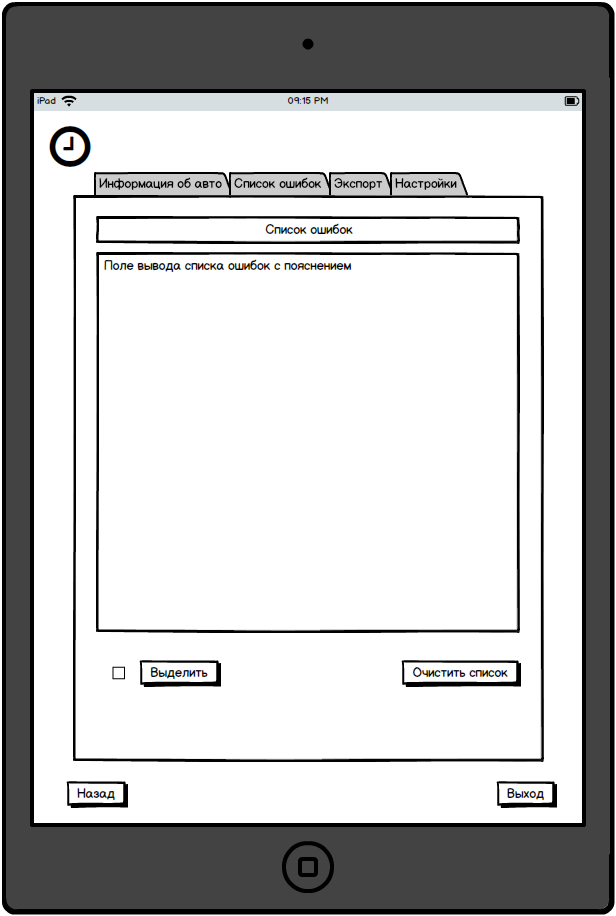 iPad 09:15 PM
Информация об авто Список ошибок Экспорт Настройки
Список ошибок
Поле вывода списка ошибок с пояснением
Выделить Очистить список
Назад Выход